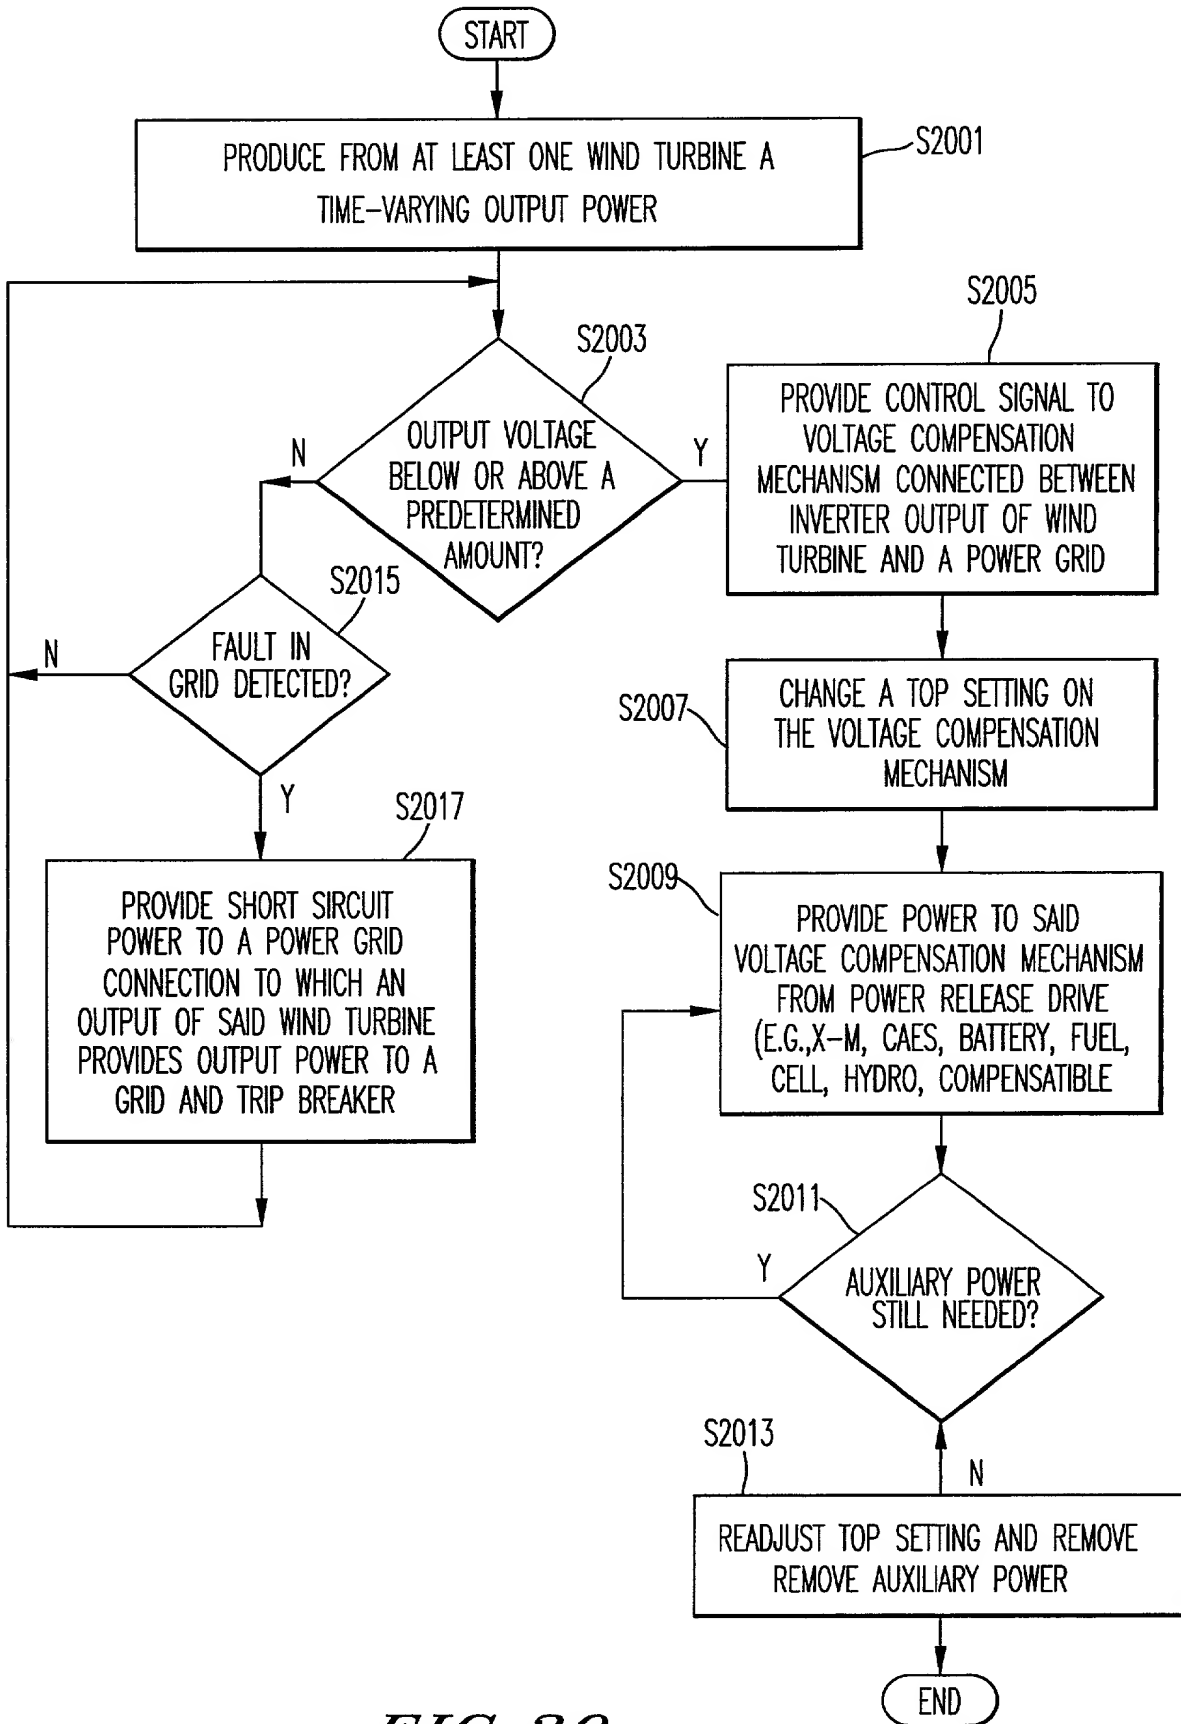 START
PRODUCE FROM AT LEAST ONE WIND TURBINE A
TIME-VARYING OUTPUT POWER
S2001
S2003
OUTPUT VOLTAGE
BELOW OR ABOVE A
PREDETERMINED
AMOUNT?
N
Y
S2005
PROVIDE CONTROL SIGNAL TO
VOLTAGE COMPENSATION
MECHANISM CONNECTED BETWEEN
INVERTER OUTPUT OF WIND
TURBINE AND A POWER GRID
S2015
FAULT IN
GRID DETECTED?
N
Y
S2007
CHANGE A TOP SETTING ON
THE VOLTAGE COMPENSATION
MECHANISM
S2017
PROVIDE SHORT SIRCUIT
POWER TO A POWER GRID
CONNECTION TO WHICH AN
OUTPUT OF SAID WIND TURBINE
PROVIDES OUTPUT POWER TO A
GRID AND TRIP BREAKER
S2009
PROVIDE POWER TO SAID
VOLTAGE COMPENSATION MECHANISM
FROM POWER RELEASE DRIVE
(E.G.,X-M, CAES, BATTERY, FUEL,
CELL, HYDRO, COMPENSATIBLE
S2011
AUXILIARY POWER
STILL NEEDED?
Y
N
S2013
READJUST TOP SETTING AND REMOVE
REMOVE AUXILIARY POWER
END